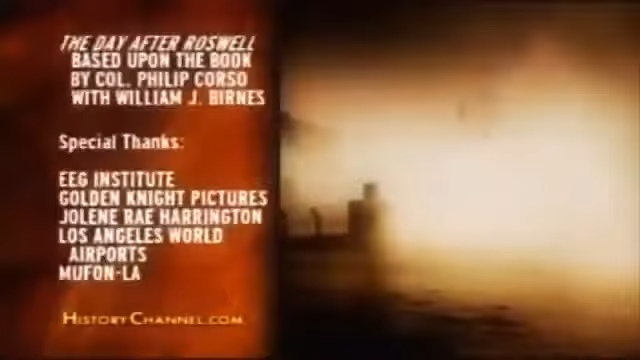 THE DAY AFTER ROSWELL
BASED UPON THE BOOK
BY COL. PHILIP CORSO
WITH WILLIAM J. BIRNES
Special Thanks:
EEG INSTITUTE
GOLDEN KNIGHT PICTURES
JOLENE RAE HARRINGTON
LOS ANGELES WORLD
AIRPORTS
MUFON-LA
HISTORYCHANNEL.COM